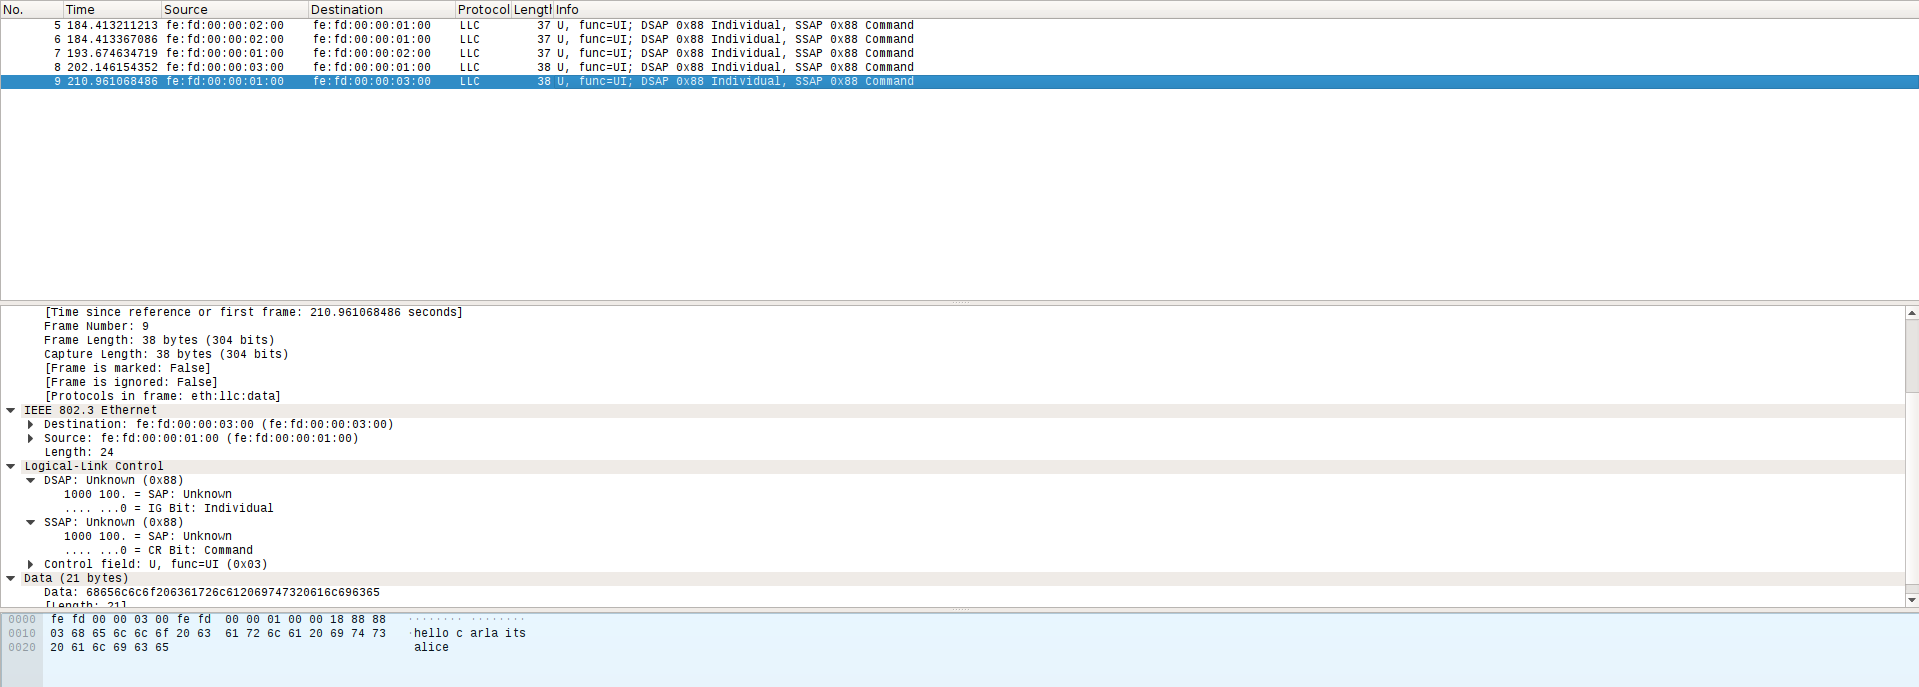 No. Time Source Destination Protocol Length Info
5 184.413211213 fe:fd:00:00:02:00 fe:fd:00:00:01:00 LLC 37 U, func=UI; DSAP 0x88 Individual, SSAP 0x88 Command
6 184.413367086 fe:fd:00:00:02:00 fe:fd:00:00:01:00 LLC 37 U, func=UI; DSAP 0x88 Individual, SSAP 0x88 Command
7 193.674634719 fe:fd:00:00:01:00 fe:fd:00:00:02:00 LLC 37 U, func=UI; DSAP 0x88 Individual, SSAP 0x88 Command
8 202.146154352 fe:fd:00:00:03:00 fe:fd:00:00:01:00 LLC 38 U, func=UI; DSAP 0x88 Individual, SSAP 0x88 Command
9 210.961068486 fe:fd:00:00:01:00 fe:fd:00:00:03:00 LLC 38 U, func=UI; DSAP 0x88 Individual, SSAP 0x88 Command
[Time since reference or first frame: 210.961068486 seconds]
Frame Number: 9
Frame Length: 38 bytes (304 bits)
Capture Length: 38 bytes (304 bits)
[Frame is marked: False]
[Frame is ignored: False]
[Protocols in frame: eth:llc:data]
IEEE 802.3 Ethernet
Destination: fe:fd:00:00:03:00 (fe:fd:00:00:03:00)
Source: fe:fd:00:00:01:00 (fe:fd:00:00:01:00)
Length: 24
Logical-Link Control
DSAP: Unknown (0x88)
1000 100. = SAP: Unknown
.... ...0 = IG Bit: Individual
SSAP: Unknown (0x88)
1000 100. = SAP: Unknown
.... ...0 = CR Bit: Command
Control field: U, func=UI (0x03)
Data (21 bytes)
Data: 68656c6c6f206361726c612069747320616c696365
[Length: 21]
0000 fe fd 00 00 03 00 fe fd 00 00 01 00 00 18 88 88 ........ ........
0010 03 68 65 6c 6c 6f 20 63 61 72 6c 61 20 69 74 73 .hello c arla its
0020 20 61 6c 69 63 65 alice